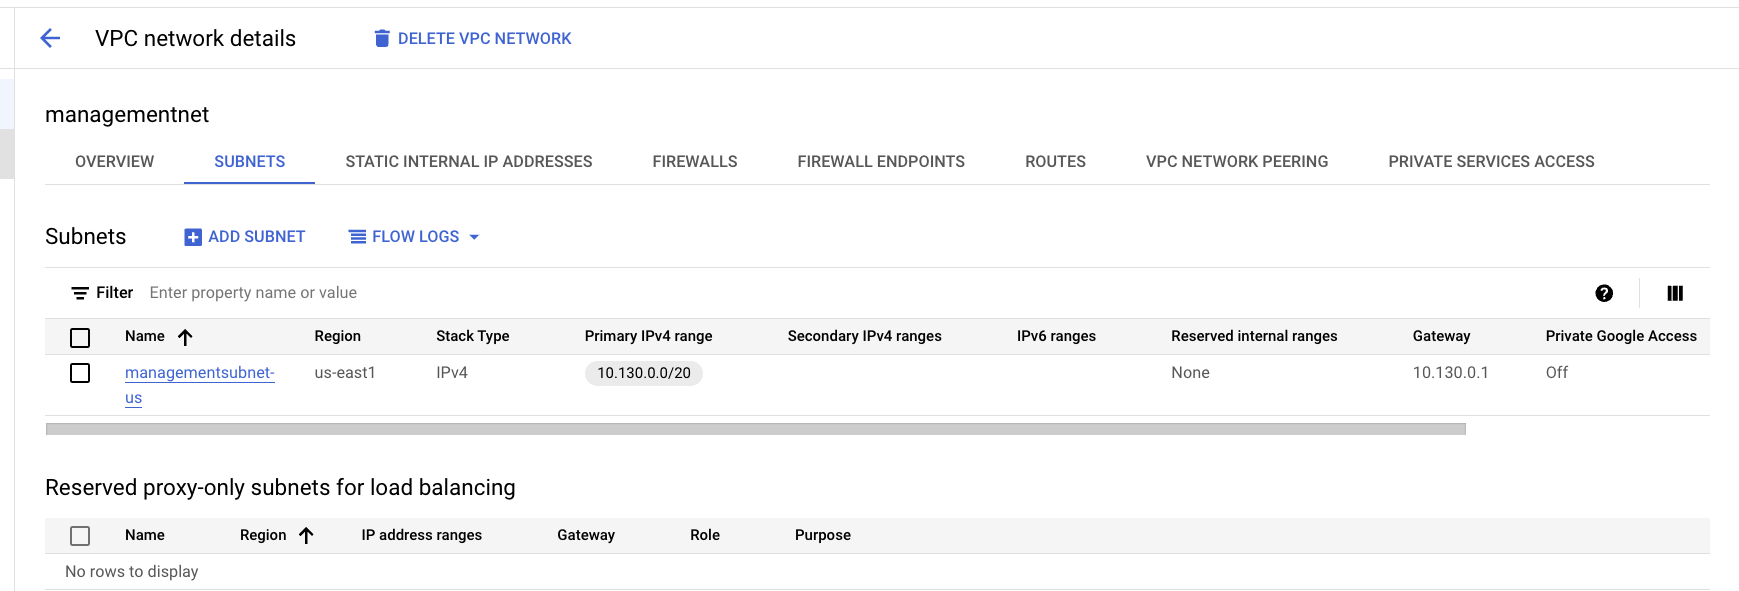 VPC network details DELETE VPC NETWORK
managementnet
OVERVIEW SUBNETS STATIC INTERNAL IP ADDRESSES FIREWALLS FIREWALL ENDPOINTS ROUTES VPC NETWORK PEERING PRIVATE SERVICES ACCESS
Subnets ADD SUBNET FLOW LOGS
Filter Enter property name or value
Name Region Stack Type Primary IPv4 range Secondary IPv4 ranges IPv6 ranges Reserved internal ranges Gateway Private Google Access
managementsubnet- us-east1 IPv4 10.130.0.0/20 None 10.130.0.1 Off
us
Reserved proxy-only subnets for load balancing
Name Region IP address ranges Gateway Role Purpose
No rows to display